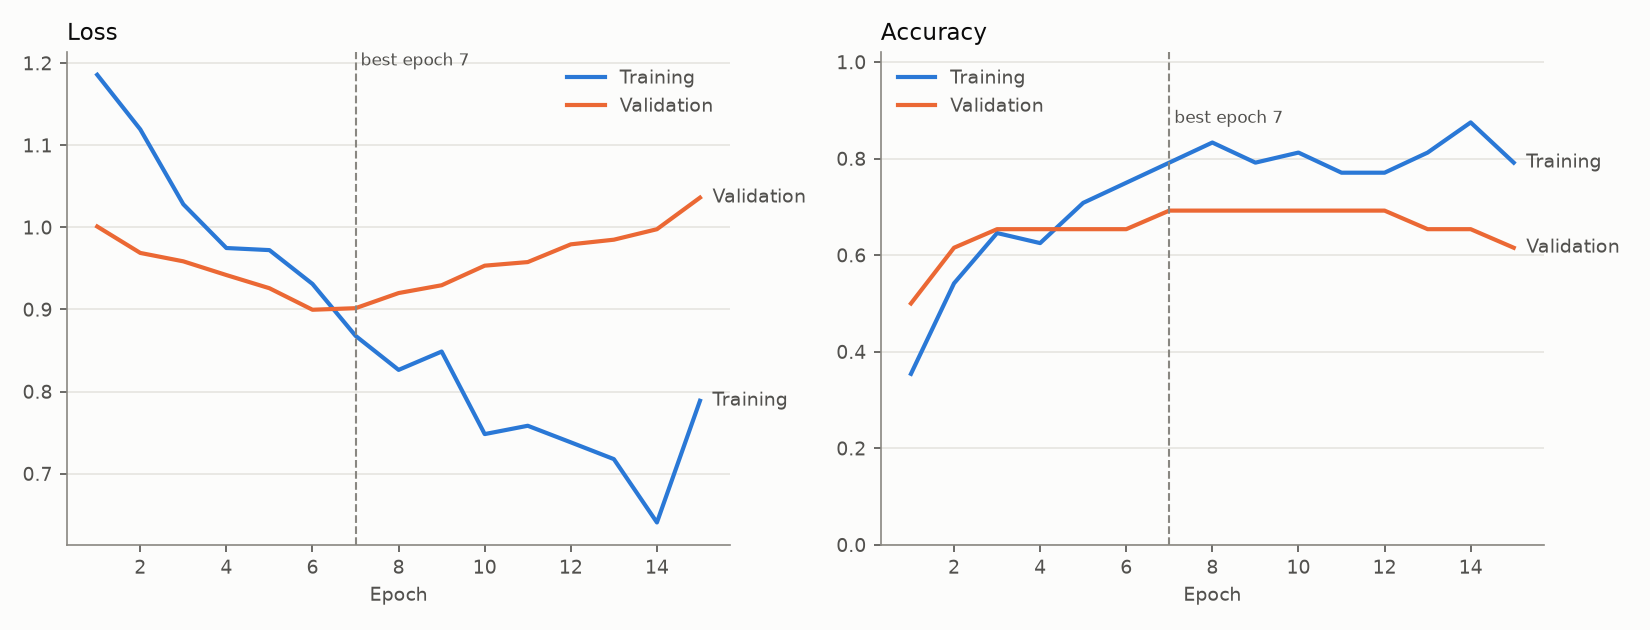 Loss
1.2
1.1
1.0
0.9
0.8
0.7
best epoch 7
Training
Validation
Validation
Training
2 4 6 8 10 12 14
Epoch
Accuracy
1.0
0.8
0.6
0.4
0.2
0.0
Training
Validation
best epoch 7
Training
Validation
2 4 6 8 10 12 14
Epoch